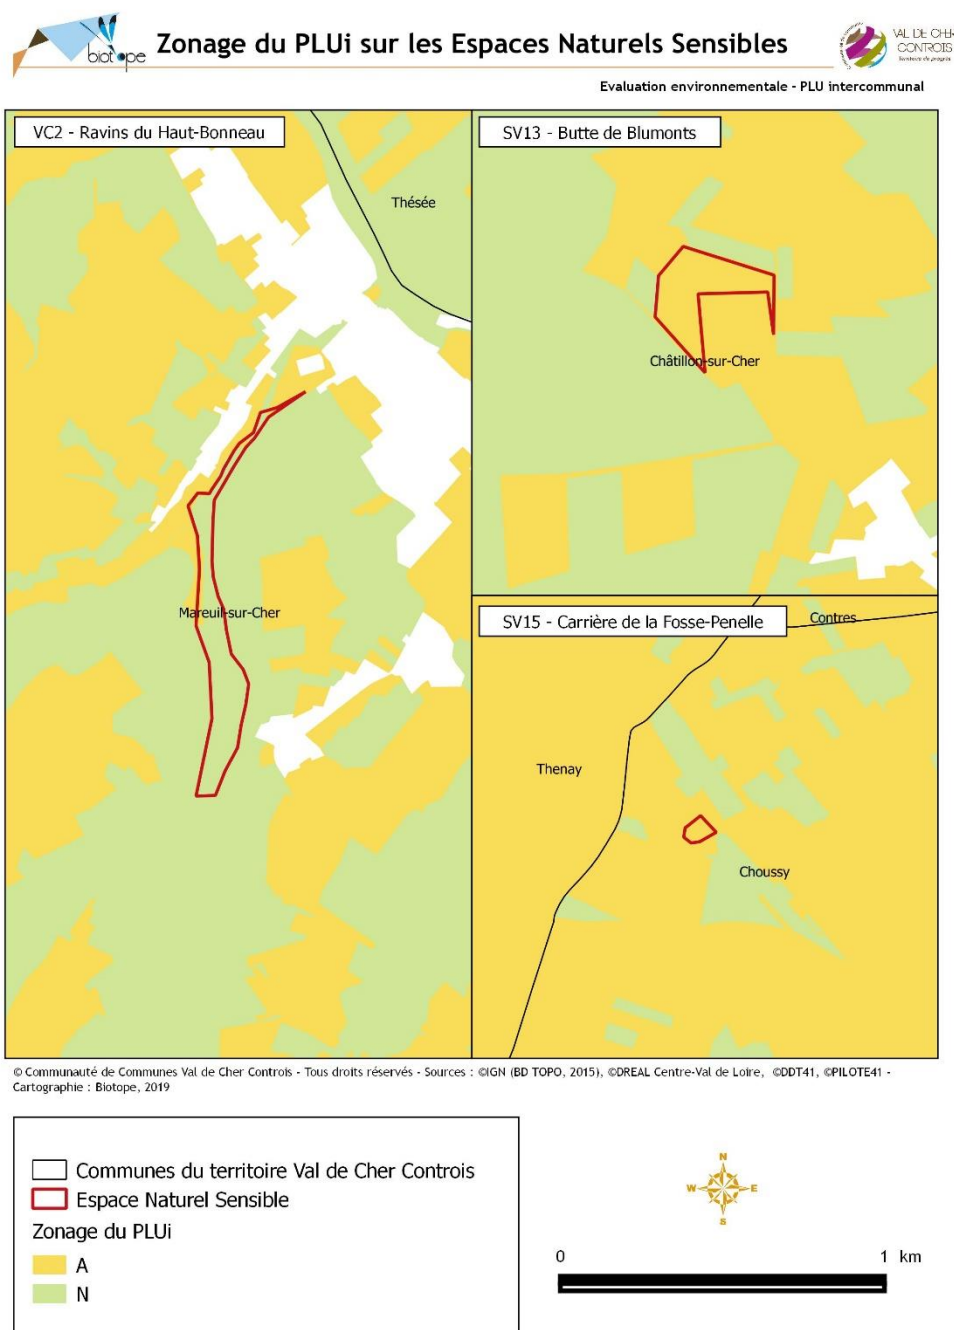 biotope
Zonage du PLUi sur les Espaces Naturels Sensibles
VAL DE CHER
CONTROIS
Evaluation environnementale - PLU intercommunal
VC2 - Ravins du Haut-Bonneau
Thésée
Mareuil-sur-Cher
SV13 - Butte de Blumonts
Châtillon-sur-Cher
SV15 - Carrière de la Fosse-Penelle
Contres
Thenay
Choussy
© Communauté de Communes Val de Cher Controis - Tous droits réservés - Sources : ©IGN (BD TOPO, 2015), ©DREAL Centre-Val de Loire, ©DDT41, ©PILOTE41 -
Cartographie : Biotope, 2019
Communes du territoire Val de Cher Controis
Espace Naturel Sensible
Zonage du PLUi
A
N
N
W E
S
0 1 km